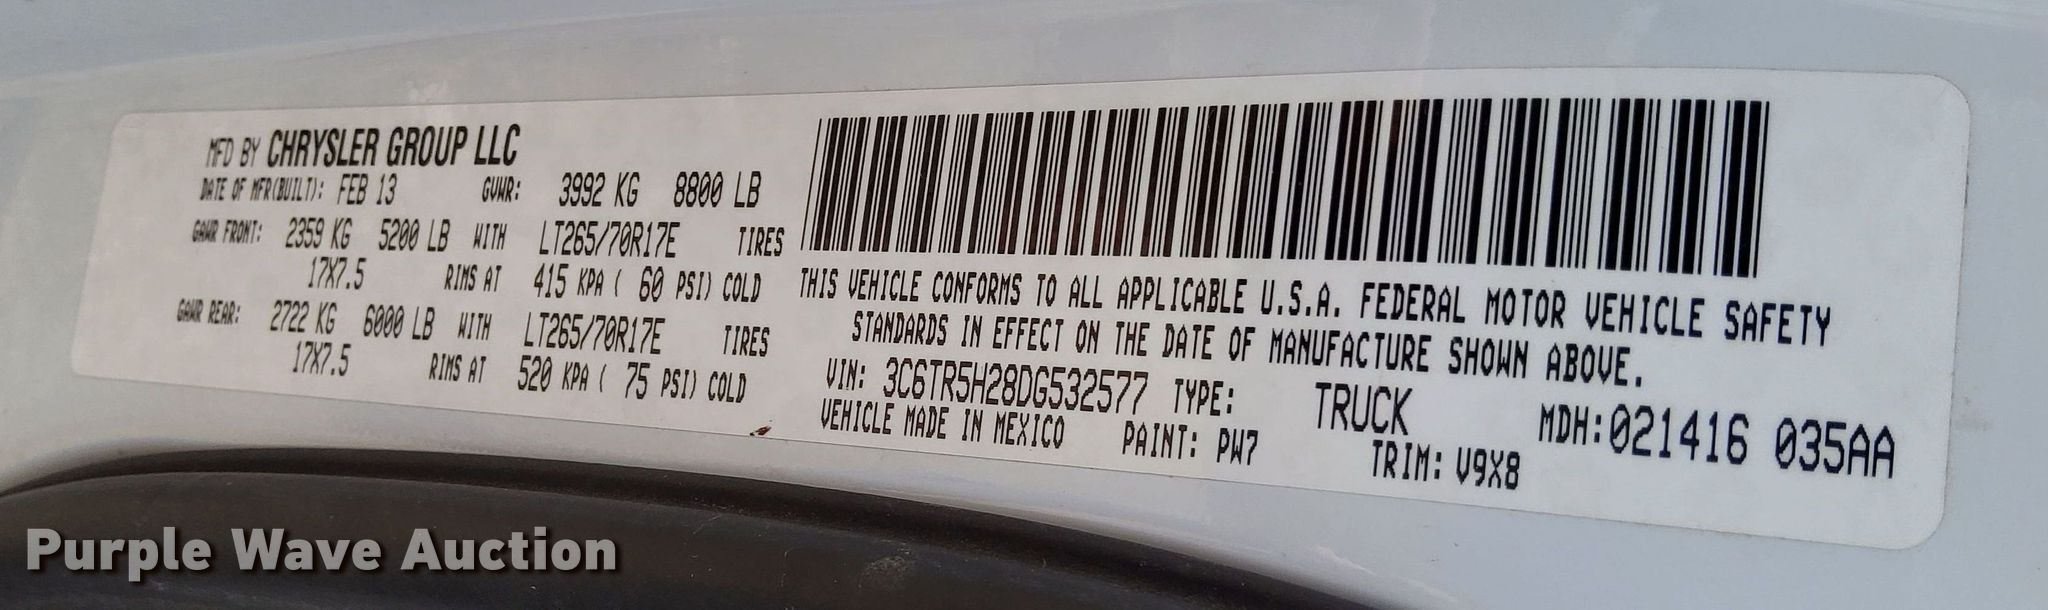 MFD BY CHRYSLER GROUP LLC
DATE OF MFR(BUILT): FEB 13 GVWR: 3992 KG 8800 LB
GAWR FRONT: 2359 KG 5200 LB WITH LT265/70R17E TIRES
17X7.5 RIMS AT 415 KPA ( 60 PSI) COLD
GAWR REAR: 2722 KG 6000 LB WITH LT265/70R17E TIRES
17X7.5 RIMS AT 520 KPA ( 75 PSI) COLD
THIS VEHICLE CONFORMS TO ALL APPLICABLE U.S.A. FEDERAL MOTOR VEHICLE SAFETY
STANDARDS IN EFFECT ON THE DATE OF MANUFACTURE SHOWN ABOVE.
VIN: 3C6TR5H28DG532577 TYPE: TRUCK MDH:021416 035AA
VEHICLE MADE IN MEXICO PAINT: PW7 TRIM: V9X8
Purple Wave Auction